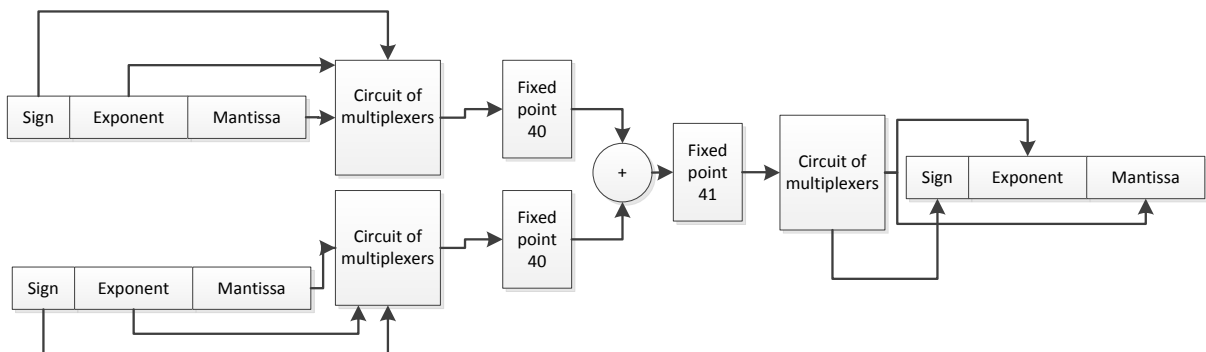 Sign Exponent Mantissa
Circuit of
multiplexers
Fixed
point
40
Sign Exponent Mantissa
Circuit of
multiplexers
Fixed
point
40
+
Fixed
point
41
Circuit of
multiplexers
Sign Exponent Mantissa